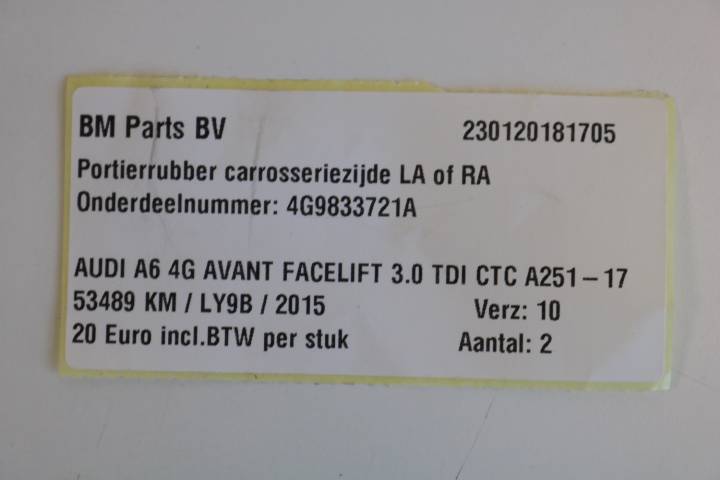 BM Parts BV 230120181705
Portierrubber carrosseriezijde LA of RA
Onderdeelnummer: 4G9833721A
AUDI A6 4G AVANT FACELIFT 3.0 TDI CTC A251-17
53489 KM / LY9B / 2015 Verz: 10
20 Euro incl.BTW per stuk Aantal: 2